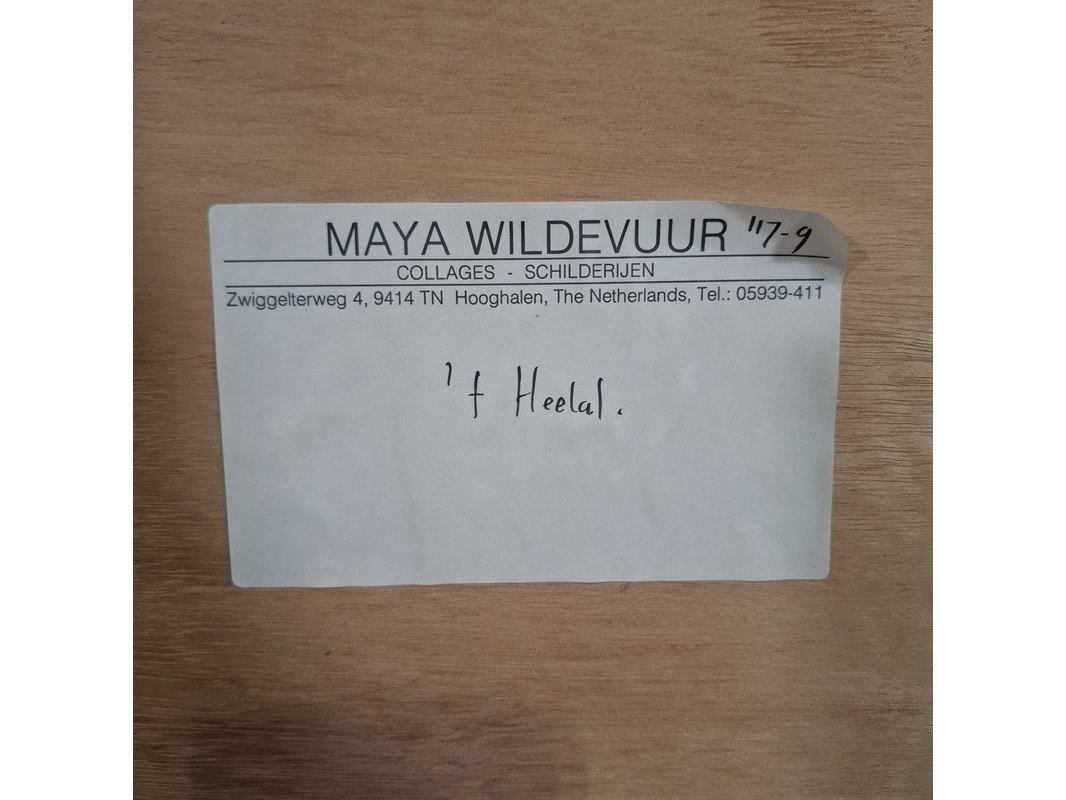 MAYA WILDEVUUR "7-9
COLLAGES - SCHILDERIJEN
Zwiggelterweg 4, 9414 TN Hooghalen, The Netherlands, Tel.: 05939-411
't Heelal.